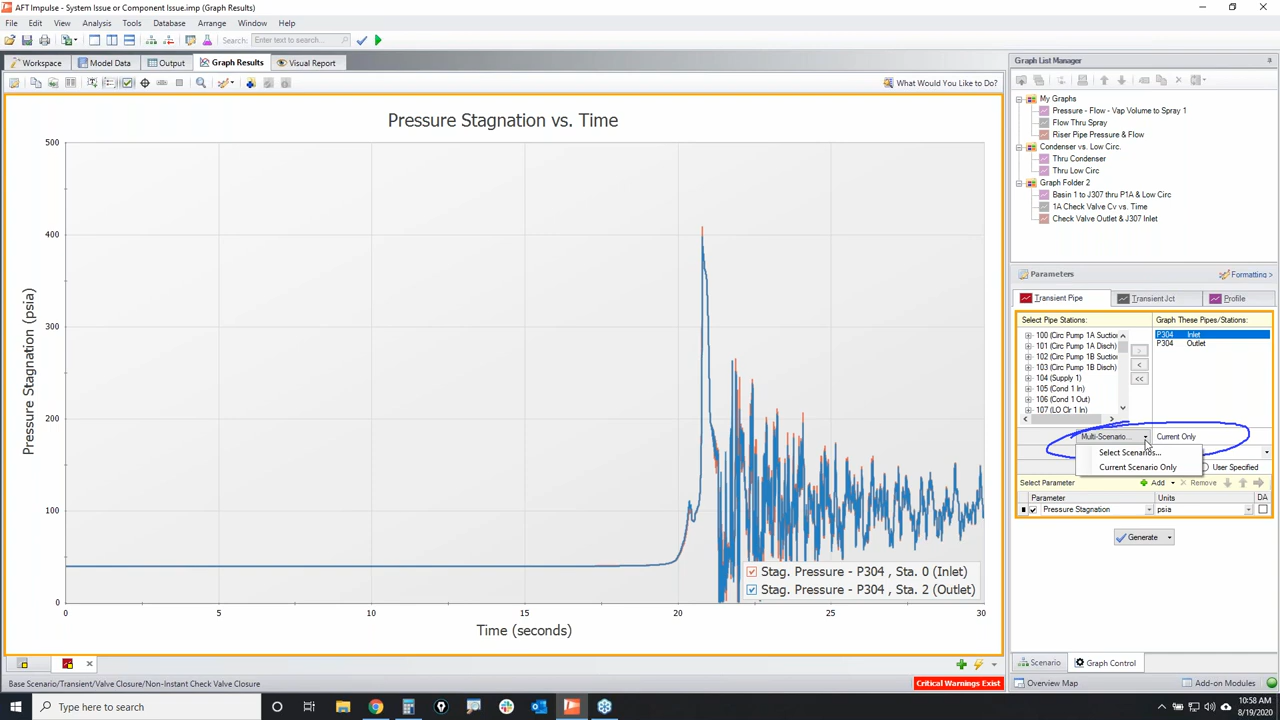 AFT Impulse - System Issue or Component Issue.imp (Graph Results)
File Edit View Analysis Tools Database Arrange Window Help
Search: Enter text to search...
Workspace Model Data Output Graph Results Visual Report
What Would You Like to Do?
Pressure Stagnation vs. Time
Pressure Stagnation (psia)
500
400
300
200
100
0
0 5 10 15 20 25 30
Time (seconds)
Stag. Pressure - P304 , Sta. 0 (Inlet)
Stag. Pressure - P304 , Sta. 2 (Outlet)
Graph List Manager
My Graphs
Pressure - Flow - Vap Volume to Spray 1
Flow Thru Spray
Riser Pipe Pressure & Flow
Condenser vs. Low Circ.
Thru Condenser
Thru Low Circ
Graph Folder 2
Basin 1 to J307 thru P1A & Low Circ
1A Check Valve Cv vs. Time
Check Valve Outlet & J307 Inlet
Parameters Formatting >
Transient Pipe Transient Jct Profile
Select Pipe Stations: Graph These Pipes/Stations:
100 (Circ Pump 1A Suctio
101 (Circ Pump 1A Disch)
102 (Circ Pump 1B Suctio
103 (Circ Pump 1B Disch)
104 (Supply 1)
105 (Cond 1 In)
106 (Cond 1 Out)
107 (LO Clr 1 In)
P304 Inlet
P304 Outlet
> < <<
Multi-Scenario... Current Only
Select Scenarios...
Current Scenario Only
User Specified
Select Parameter Add Remove
Parameter Units DA
Pressure Stagnation psia
Generate
Scenario Graph Control
Base Scenario/Transient/Valve Closure/Non-Instant Check Valve Closure
Critical Warnings Exist
Overview Map Add-on Modules
Type here to search
10:58 AM
8/19/2020